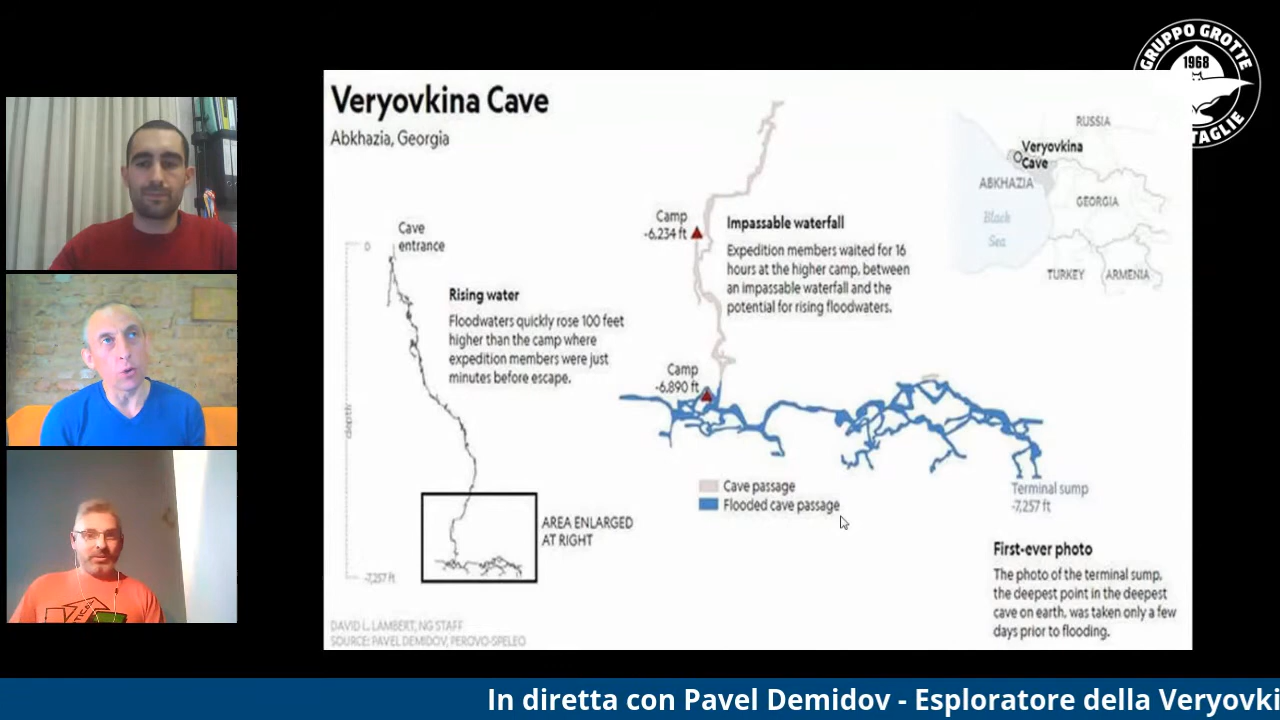 GRUPPO GROTTE
1968
TAGLIE
Veryovkina Cave
Abkhazia, Georgia
Cave
entrance
0
depth
-7,257 ft
Rising water
Floodwaters quickly rose 100 feet
higher than the camp where
expedition members were just
minutes before escape.
AREA ENLARGED
AT RIGHT
Camp
-6,234 ft
Impassable waterfall
Expedition members waited for 16
hours at the higher camp, between
an impassable waterfall and the
potential for rising floodwaters.
Camp
-6,890 ft
Cave passage
Flooded cave passage
Terminal sump
-7,257 ft
First-ever photo
The photo of the terminal sump,
the deepest point in the deepest
cave on earth, was taken only a few
days prior to flooding.
RUSSIA
Veryovkina
Cave
ABKHAZIA
GEORGIA
Black
Sea
TURKEY
ARMENIA
DAVID L. LAMBERT, NG STAFF
SOURCE: PAVEL DEMIDOV, PEROVO-SPELEO
In diretta con Pavel Demidov - Esploratore della Veryovki